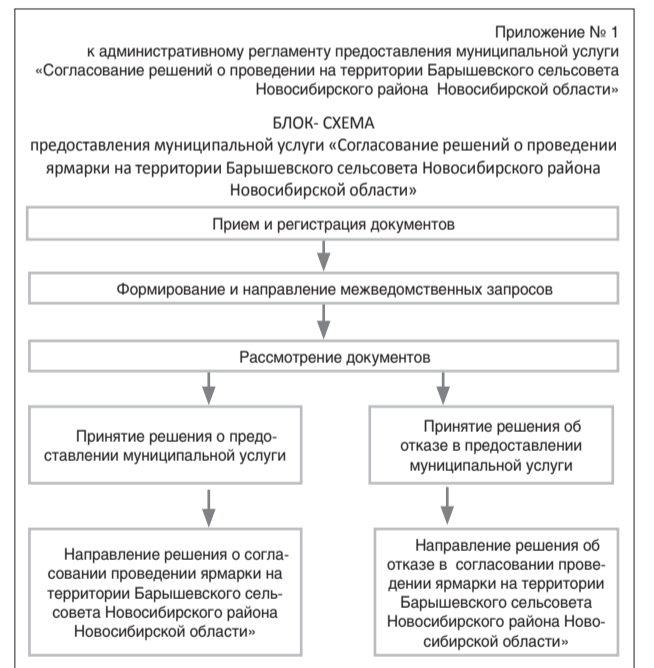 Приложение № 1
к административному регламенту предоставления муниципальной услуги
«Согласование решений о проведении на территории Барышевского сельсовета
Новосибирского района Новосибирской области»
БЛОК- СХЕМА
предоставления муниципальной услуги «Согласование решений о проведении
ярмарки на территории Барышевского сельсовета Новосибирского района
Новосибирской области»
Прием и регистрация документов
Формирование и направление межведомственных запросов
Рассмотрение документов
Принятие решения о предо-
ставлении муниципальной услуги
Принятие решения об
отказе в предоставлении
муниципальной услуги
Направление решения о согла-
совании проведении ярмарки на
территории Барышевского сель-
совета Новосибирского района
Новосибирской области»
Направление решения об
отказе в согласовании прове-
дении ярмарки на территории
Барышевского сельсовета
Новосибирского района Ново-
сибирской области»